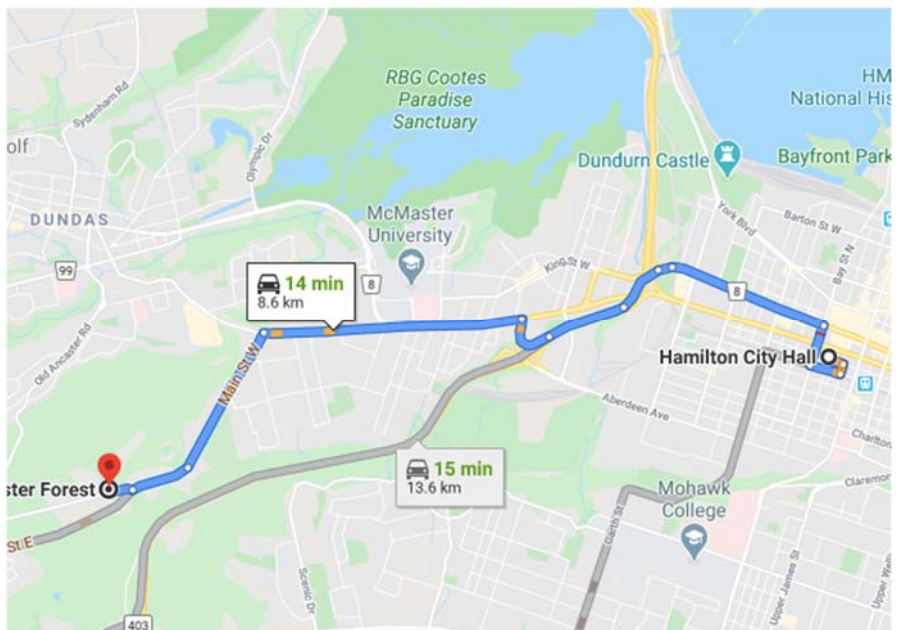 RBG Cootes
Paradise
Sanctuary
HM
National His
Sydenham Rd
olf
Olympic Dr
Dundurn Castle
Bayfront Park
DUNDAS
McMaster
University
York Blvd
Barton St W
99
14 min
8.6 km
8
King St W
Bay St N
8
Old Ancaster Rd
Main St W
Hamilton City Hall
Aberdeen Ave
Charlton
15 min
13.6 km
ster Forest
Claremon
Mohawk
College
St E
Garth St
Scenic Dr
Upper James St
Upper Wel
403